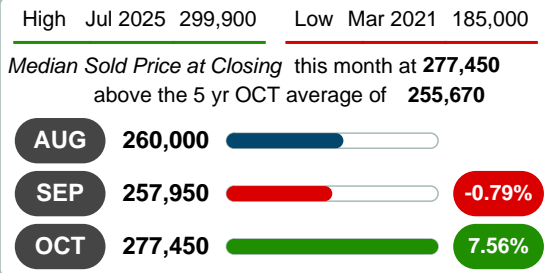 High Jul 2025 299,900 Low Mar 2021 185,000
Median Sold Price at Closing this month at 277,450
above the 5 yr OCT average of 255,670
AUG 260,000
SEP 257,950 -0.79%
OCT 277,450 7.56%